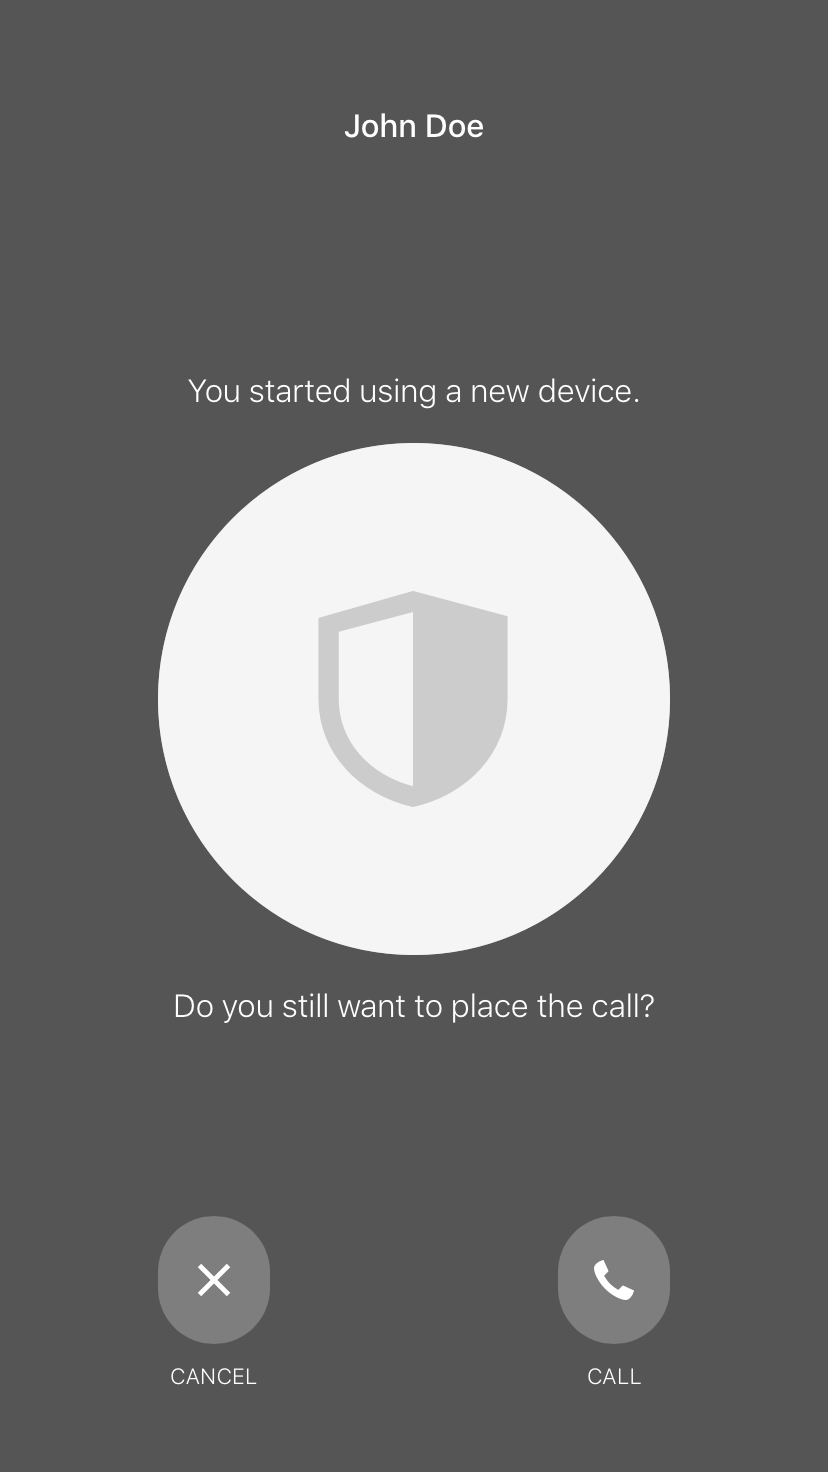 John Doe
You started using a new device.
Do you still want to place the call?
CANCEL
CALL